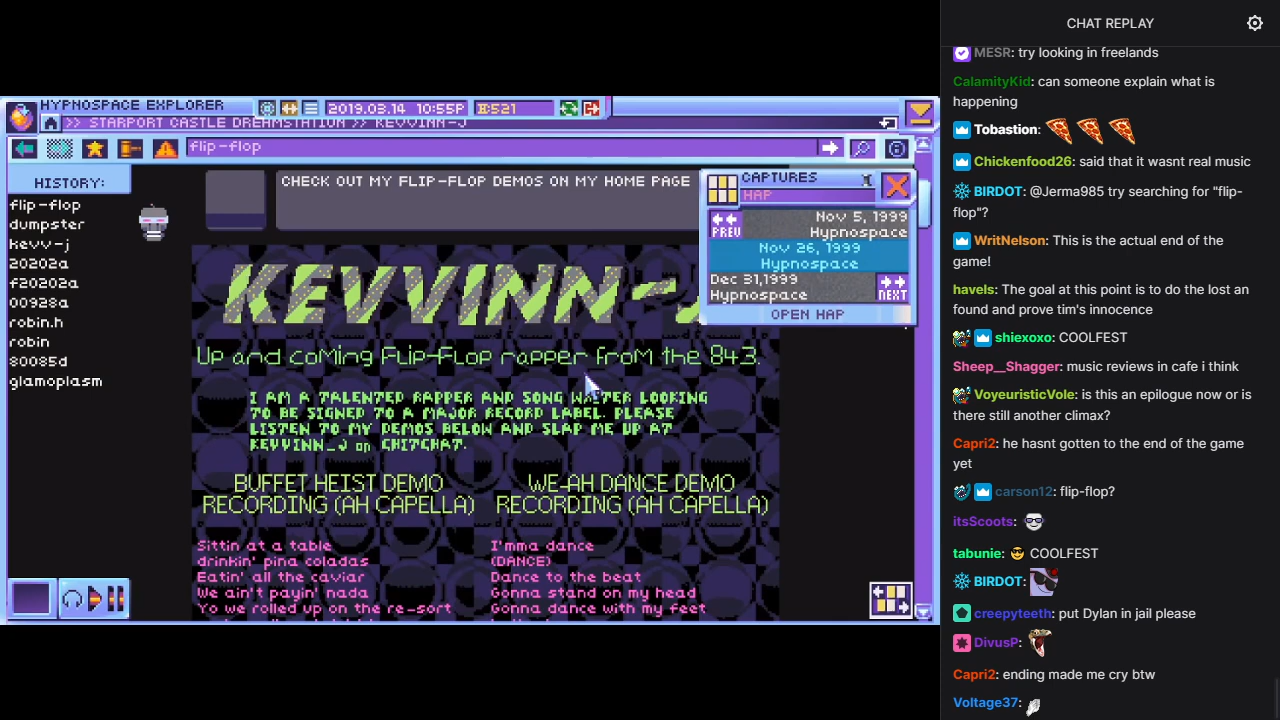 HYPNOSPACE EXPLORER
2019.03.14 10:55P
521
STARPORT CASTLE DREAMSTATION >> KEVVINN-J
flip-flop
HISTORY:
flip-flop
dumpster
kevv-j
20202a
f20202a
00928a
robin.h
robin
80085d
glamoplasm
CHECK OUT MY FLIP-FLOP DEMOS ON MY HOME PAGE
CAPTURES
HAP
PREV
Nov 5, 1999
Hypnospace
Nov 26, 1999
Hypnospace
Dec 31,1999
Hypnospace
NEXT
OPEN HAP
KEVVINN-J
Up and coming Flip-Flop rapper from the 843.
I AM A TALENTED RAPPER AND SONG WRITER LOOKING
TO BE SIGNED TO A MAJOR RECORD LABEL. PLEASE
LISTEN TO MY DEMOS BELOW AND SLAP ME UP AT
KEVVINN_J on CHITCHAT.
BUFFET HEIST DEMO
RECORDING (AH CAPELLA)
Sittin at a table
drinkin' pina coladas
Eatin' all the caviar
We ain't payin' nada
Yo we rolled up on the re-sort
WE-AH DANCE DEMO
RECORDING (AH CAPELLA)
I'mma dance
(DANCE)
Dance to the beat
Gonna stand on my head
Gonna dance with my feet
CHAT REPLAY
MESR: try looking in freelands
CalamityKid: can someone explain what is
happening
Tobastion:
Chickenfood26: said that it wasnt real music
BIRDOT: @Jerma985 try searching for "flip-
flop"?
WritNelson: This is the actual end of the
game!
havels: The goal at this point is to do the lost an
found and prove tim's innocence
shiexoxo: COOLFEST
Sheep__Shagger: music reviews in cafe i think
VoyeuristicVole: is this an epilogue now or is
there still another climax?
Capri2: he hasnt gotten to the end of the game
yet
carson12: flip-flop?
itsScoots:
tabunie: COOLFEST
BIRDOT:
creepyteeth: put Dylan in jail please
DivusP:
Capri2: ending made me cry btw
Voltage37: